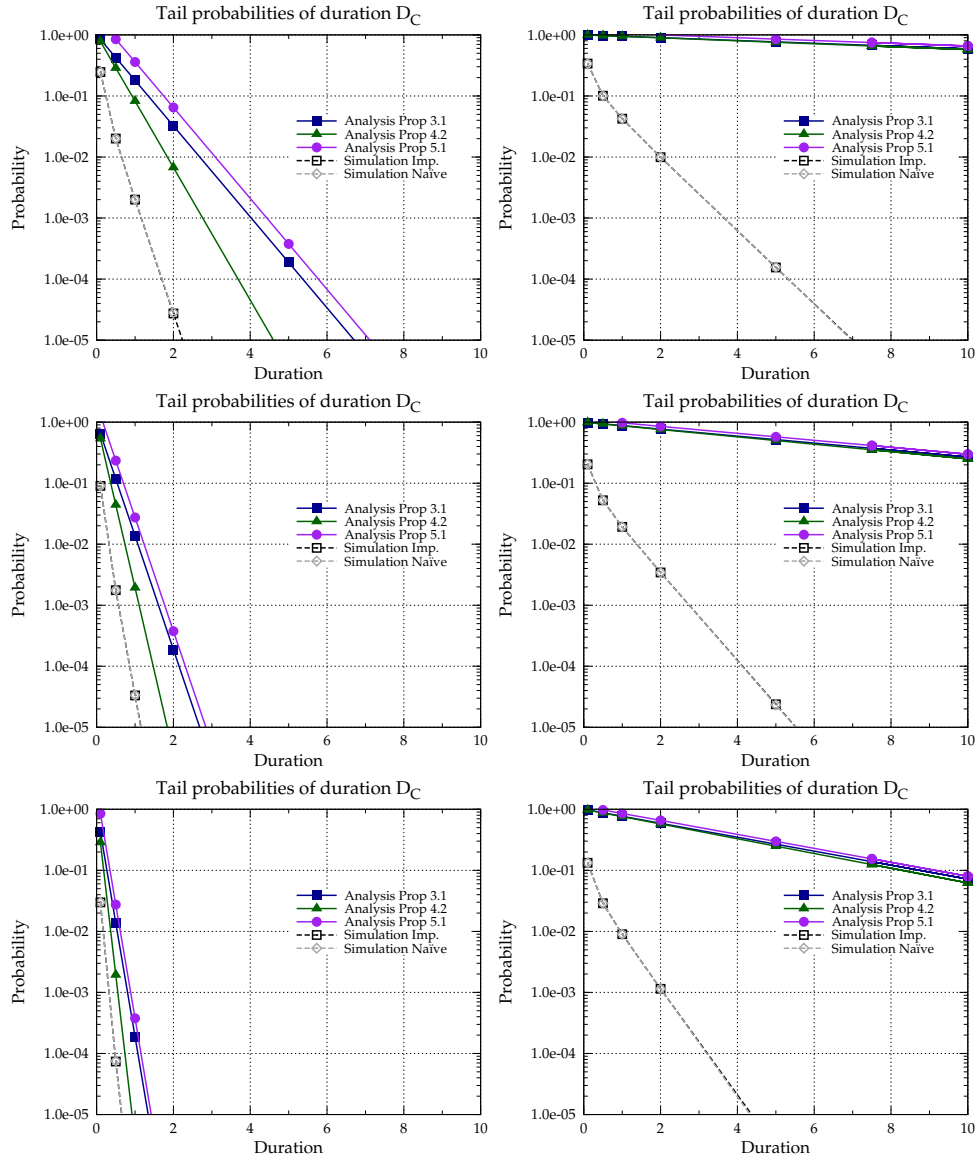 Tail probabilities of duration D_C
1.0e+00
1.0e-01
1.0e-02
1.0e-03
1.0e-04
1.0e-05
Probability
Analysis Prop 3.1
Analysis Prop 4.2
Analysis Prop 5.1
Simulation Imp.
Simulation Naïve
0 2 4 6 8 10
Duration
Tail probabilities of duration D_C
1.0e+00
1.0e-01
1.0e-02
1.0e-03
1.0e-04
1.0e-05
Probability
Analysis Prop 3.1
Analysis Prop 4.2
Analysis Prop 5.1
Simulation Imp.
Simulation Naïve
0 2 4 6 8 10
Duration
Tail probabilities of duration D_C
1.0e+00
1.0e-01
1.0e-02
1.0e-03
1.0e-04
1.0e-05
Probability
Analysis Prop 3.1
Analysis Prop 4.2
Analysis Prop 5.1
Simulation Imp.
Simulation Naïve
0 2 4 6 8 10
Duration
Tail probabilities of duration D_C
1.0e+00
1.0e-01
1.0e-02
1.0e-03
1.0e-04
1.0e-05
Probability
Analysis Prop 3.1
Analysis Prop 4.2
Analysis Prop 5.1
Simulation Imp.
Simulation Naïve
0 2 4 6 8 10
Duration
Tail probabilities of duration D_C
1.0e+00
1.0e-01
1.0e-02
1.0e-03
1.0e-04
1.0e-05
Probability
Analysis Prop 3.1
Analysis Prop 4.2
Analysis Prop 5.1
Simulation Imp.
Simulation Naïve
0 2 4 6 8 10
Duration
Tail probabilities of duration D_C
1.0e+00
1.0e-01
1.0e-02
1.0e-03
1.0e-04
1.0e-05
Probability
Analysis Prop 3.1
Analysis Prop 4.2
Analysis Prop 5.1
Simulation Imp.
Simulation Naïve
0 2 4 6 8 10
Duration